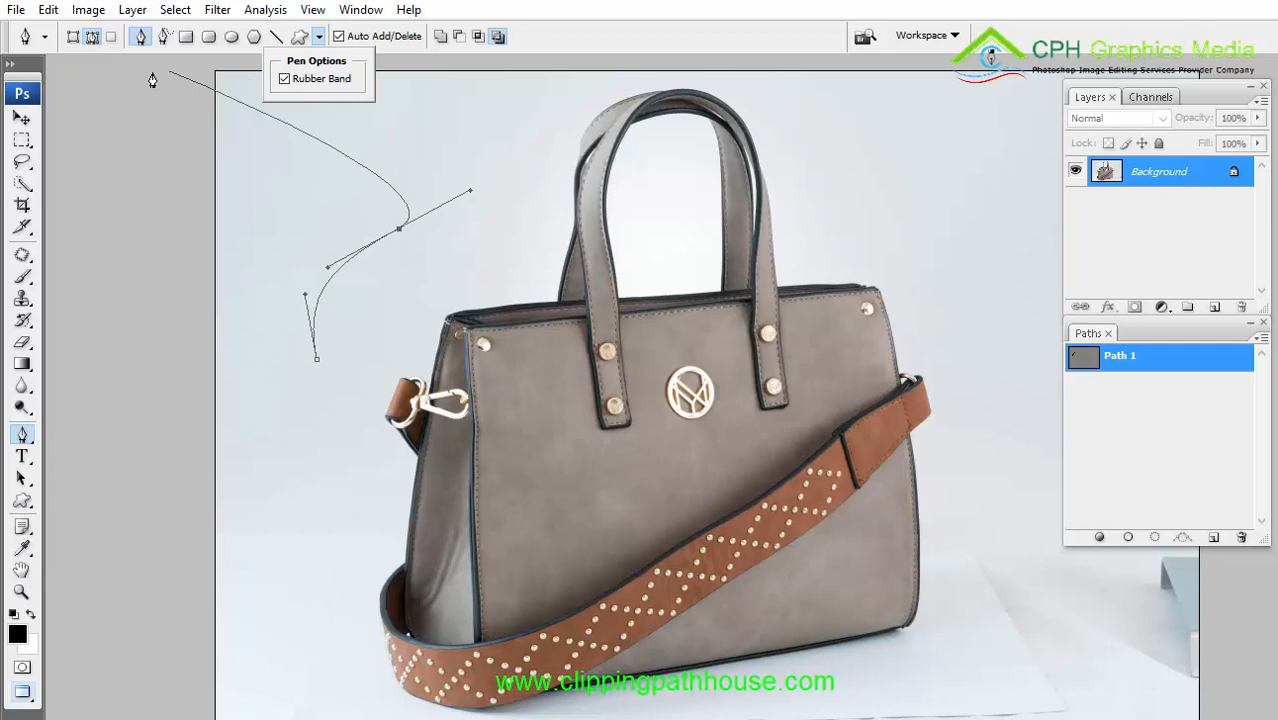 File Edit Image Layer Select Filter Analysis View Window Help
Auto Add/Delete
Workspace
Pen Options
Rubber Band
CPH Graphics Media
Photoshop Image Editing Services Provider Company
Ps
T
Layers Channels
Normal Opacity: 100%
Lock: Fill: 100%
Background
fx
Paths
Path 1
www.clippingpathhouse.com